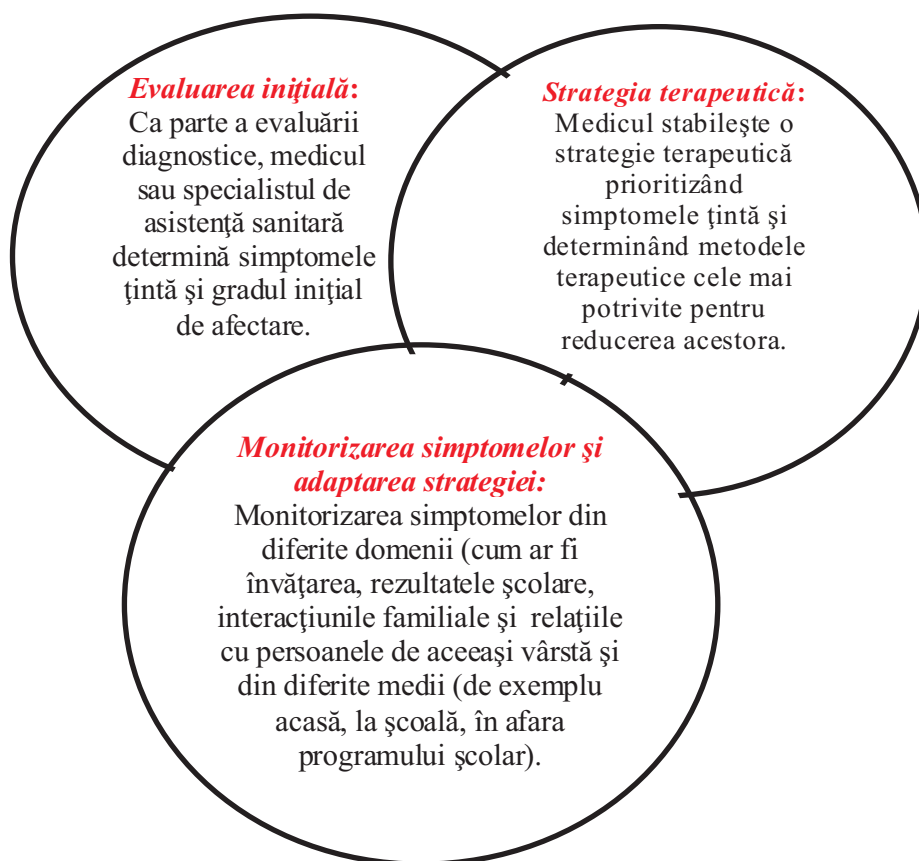 Evaluarea iniţială:
Ca parte a evaluării
diagnostice, medicul
sau specialistul de
asistenţă sanitară
determină simptomele
ţintă şi gradul iniţial
de afectare.
Strategia terapeutică:
Medicul stabileşte o
strategie terapeutică
prioritizând
simptomele ţintă şi
determinând metodele
terapeutice cele mai
potrivite pentru
reducerea acestora.
Monitorizarea simptomelor şi
adaptarea strategiei:
Monitorizarea simptomelor din
diferite domenii (cum ar fi
învăţarea, rezultatele şcolare,
interacţiunile familiale şi relaţiile
cu persoanele de aceeaşi vârstă şi
din diferite medii (de exemplu
acasă, la şcoală, în afara
programului şcolar).